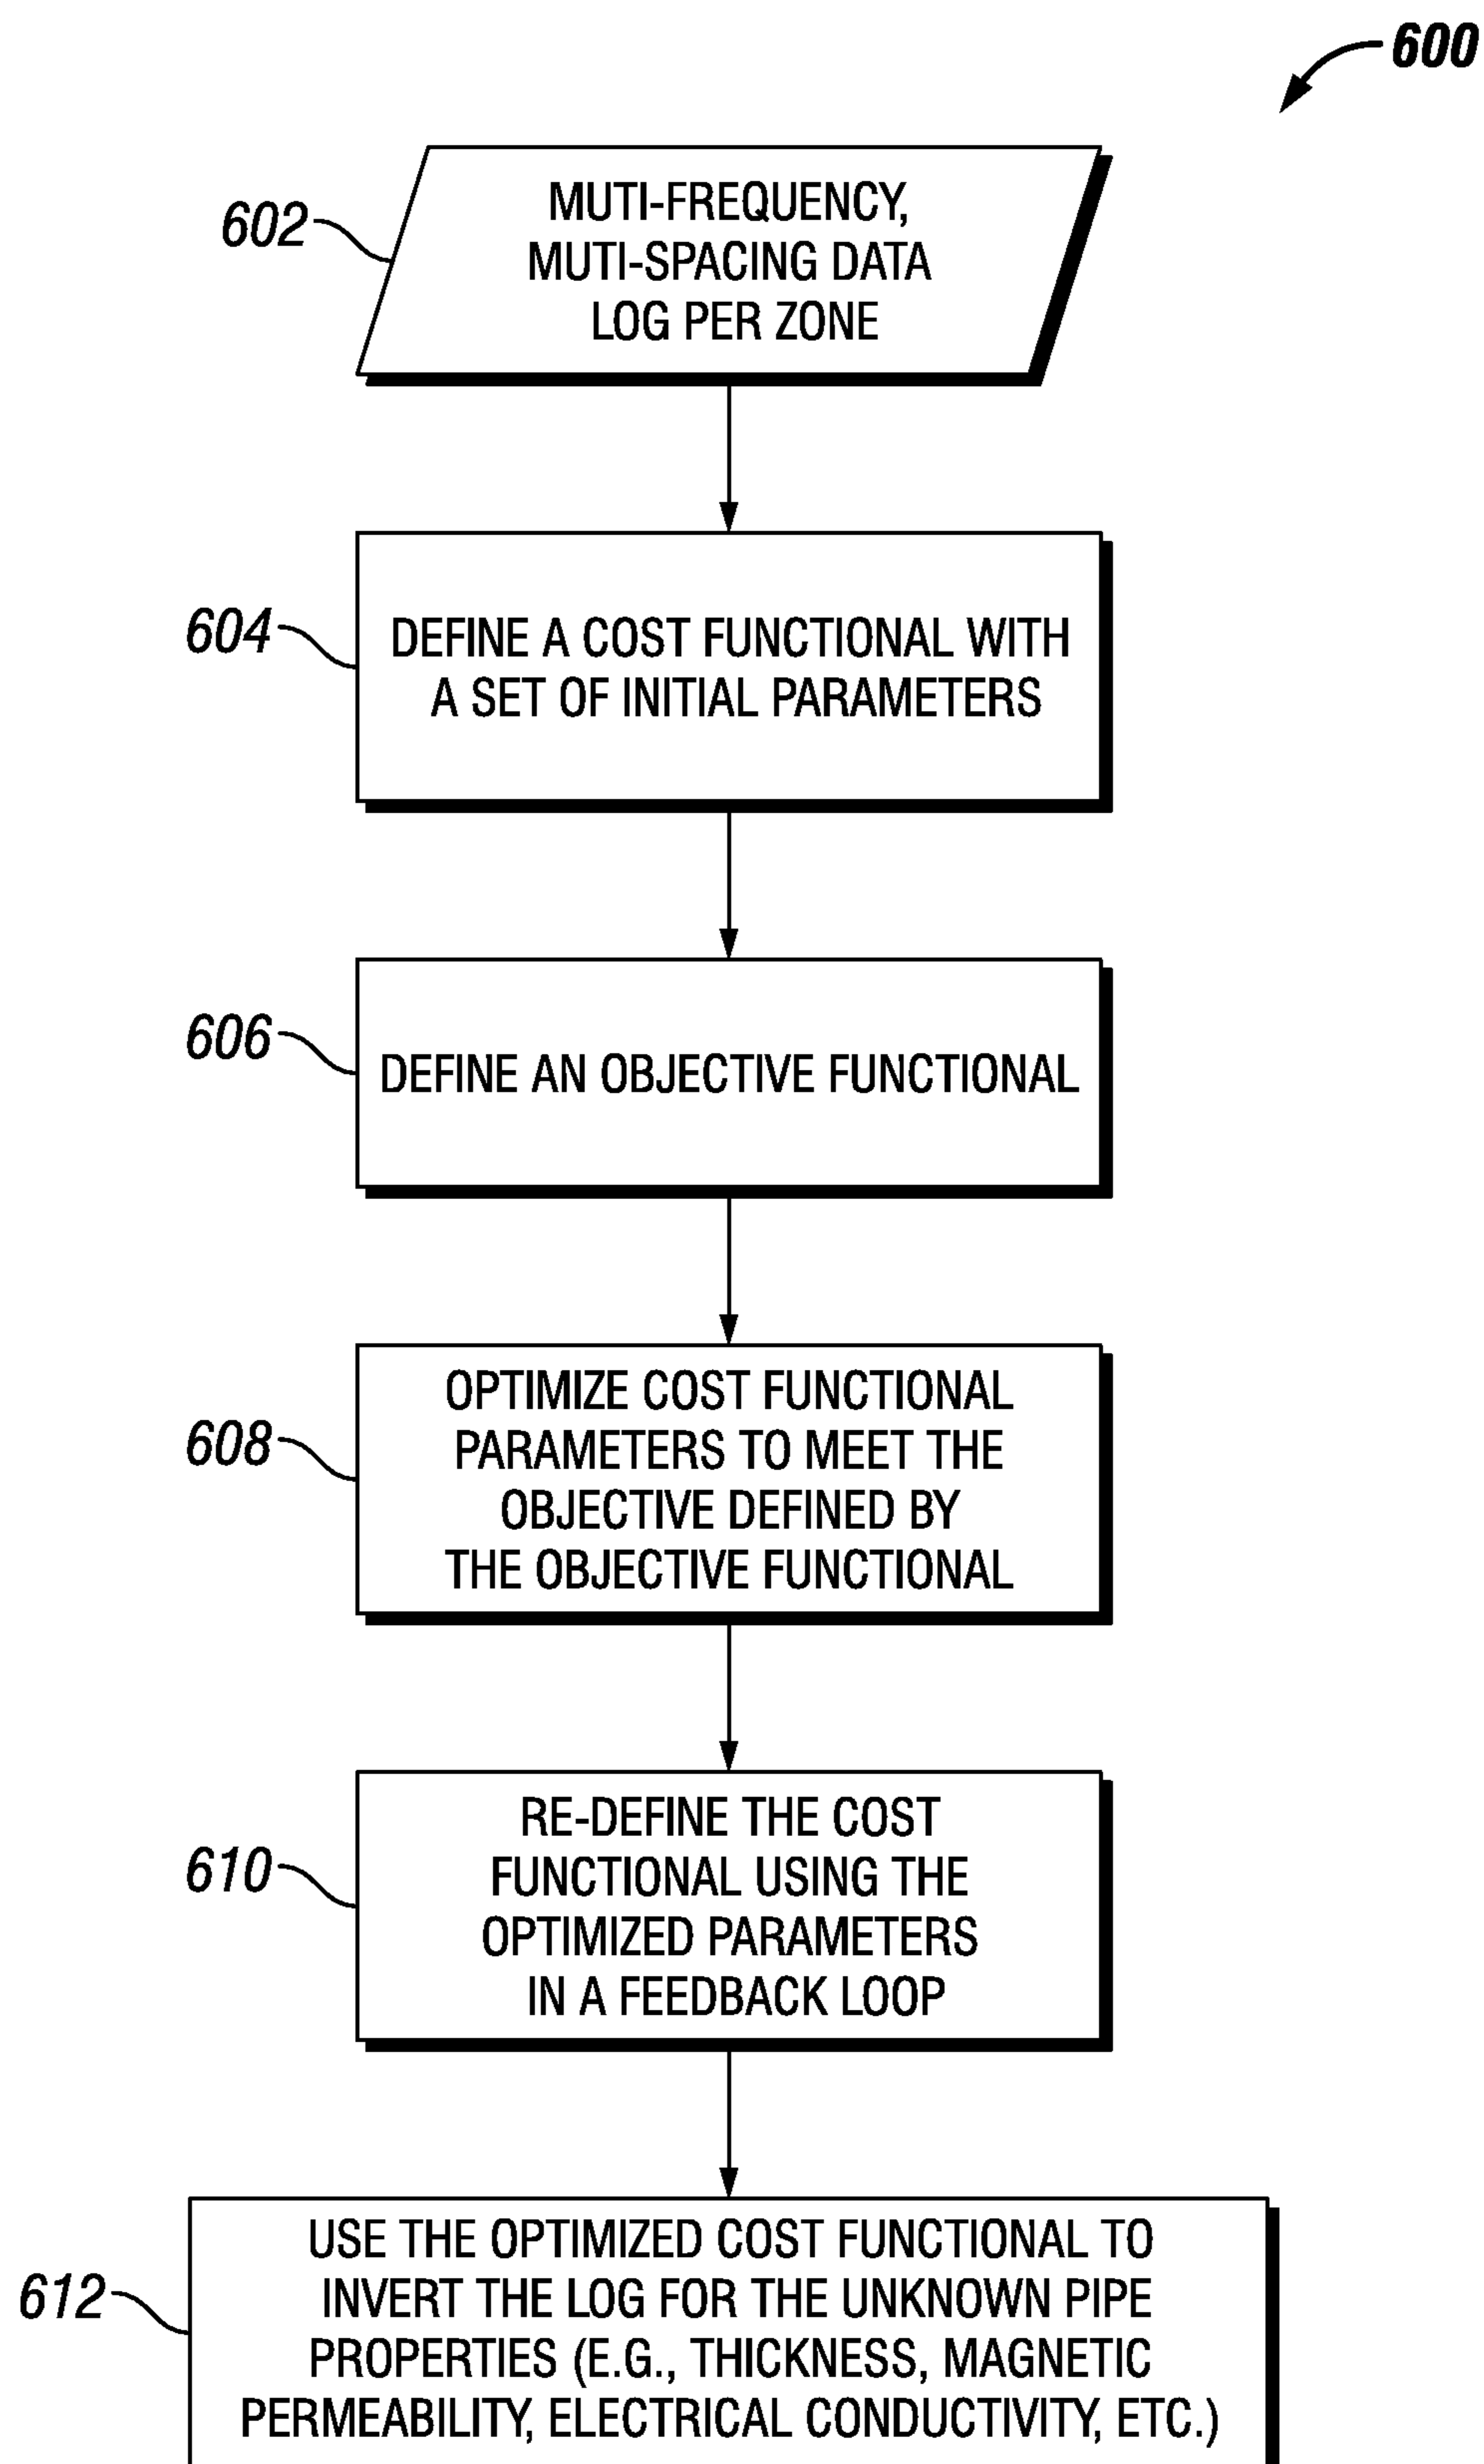 600
602
MUTI-FREQUENCY,
MUTI-SPACING DATA
LOG PER ZONE
604
DEFINE A COST FUNCTIONAL WITH
A SET OF INITIAL PARAMETERS
606
DEFINE AN OBJECTIVE FUNCTIONAL
608
OPTIMIZE COST FUNCTIONAL
PARAMETERS TO MEET THE
OBJECTIVE DEFINED BY
THE OBJECTIVE FUNCTIONAL
610
RE-DEFINE THE COST
FUNCTIONAL USING THE
OPTIMIZED PARAMETERS
IN A FEEDBACK LOOP
612
USE THE OPTIMIZED COST FUNCTIONAL TO
INVERT THE LOG FOR THE UNKNOWN PIPE
PROPERTIES (E.G., THICKNESS, MAGNETIC
PERMEABILITY, ELECTRICAL CONDUCTIVITY, ETC.)